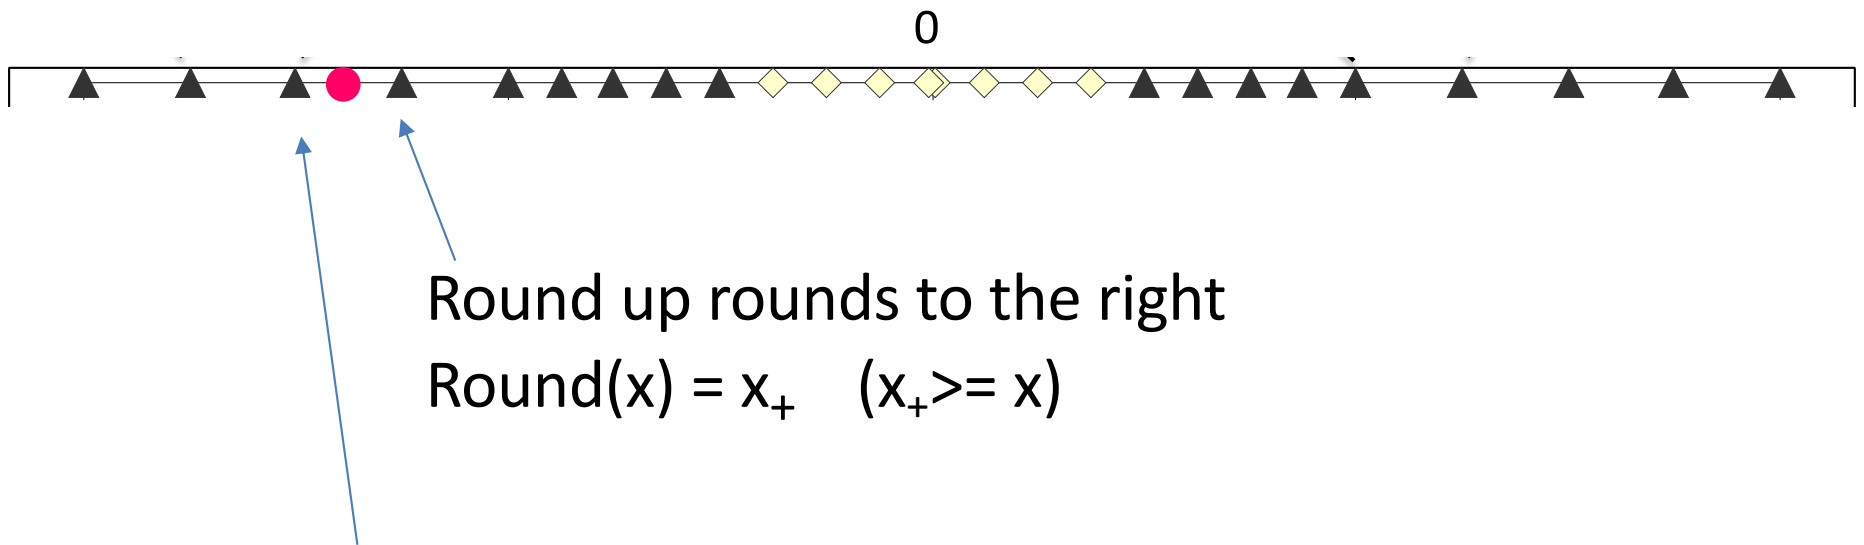 0
Round up rounds to the right
Round(x) = x₊ (x₊>= x)